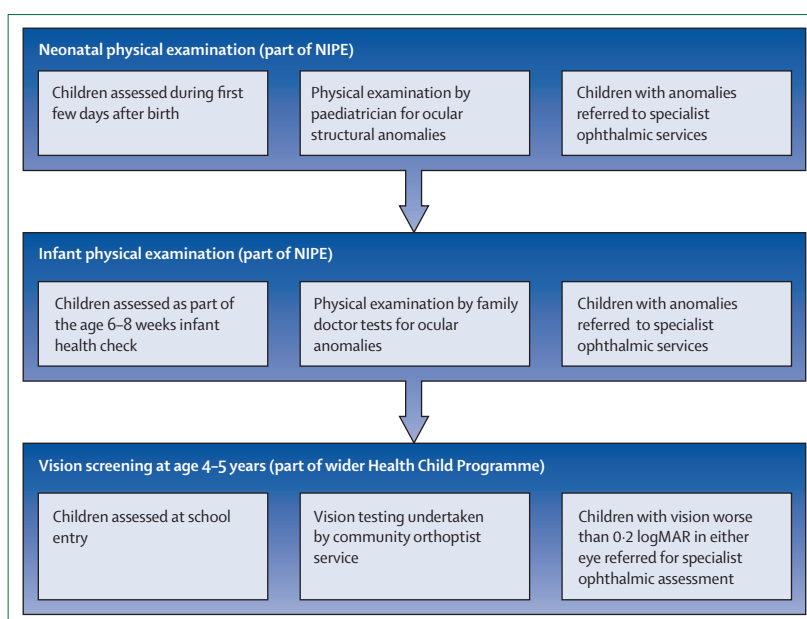 Neonatal physical examination (part of NIPE)
Children assessed during first
few days after birth
Physical examination by
paediatrician for ocular
structural anomalies
Children with anomalies
referred to specialist
ophthalmic services
Infant physical examination (part of NIPE)
Children assessed as part of
the age 6–8 weeks infant
health check
Physical examination by family
doctor tests for ocular
anomalies
Children with anomalies
referred to specialist
ophthalmic services
Vision screening at age 4–5 years (part of wider Health Child Programme)
Children assessed at school
entry
Vision testing undertaken
by community orthoptist
service
Children with vision worse
than 0·2 logMAR in either
eye referred for specialist
ophthalmic assessment